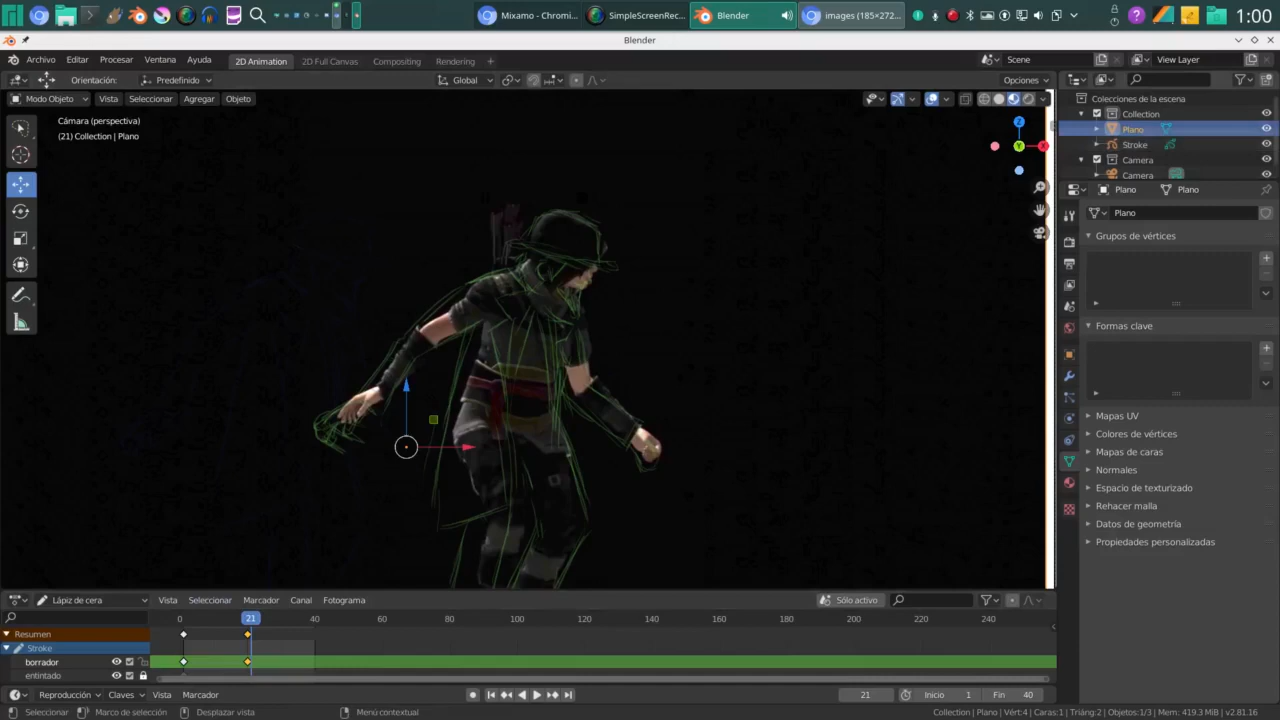 Mixamo - Chromi...
SimpleScreenRec...
Blender
images (185×272...
1:00
Blender
Archivo
Editar
Procesar
Ventana
Ayuda
2D Animation
2D Full Canvas
Compositing
Rendering
Scene
View Layer
Orientación:
Predefinido
Global
Opciones
Modo Objeto
Vista
Seleccionar
Agregar
Objeto
Colecciones de la escena
Collection
Plano
Stroke
Camera
Camera
Cámara (perspectiva)
(21) Collection | Plano
Z
Y
X
Plano
Plano
Plano
Grupos de vértices
Formas clave
Mapas UV
Colores de vértices
Mapas de caras
Normales
Espacio de texturizado
Rehacer malla
Datos de geometría
Propiedades personalizadas
Lápiz de cera
Vista
Seleccionar
Marcador
Canal
Fotograma
Sólo activo
0
21
40
60
80
100
120
140
160
180
200
220
240
Resumen
Stroke
borrador
entintado
Reproducción
Claves
Vista
Marcador
21
Inicio
1
Fin
40
Seleccionar
Marco de selección
Desplazar vista
Menú contextual
Collection | Plano | Vért:4 | Caras:1 | Triáng:2 | Objetos:1/3 | Mem: 419.3 MiB | v2.81.16